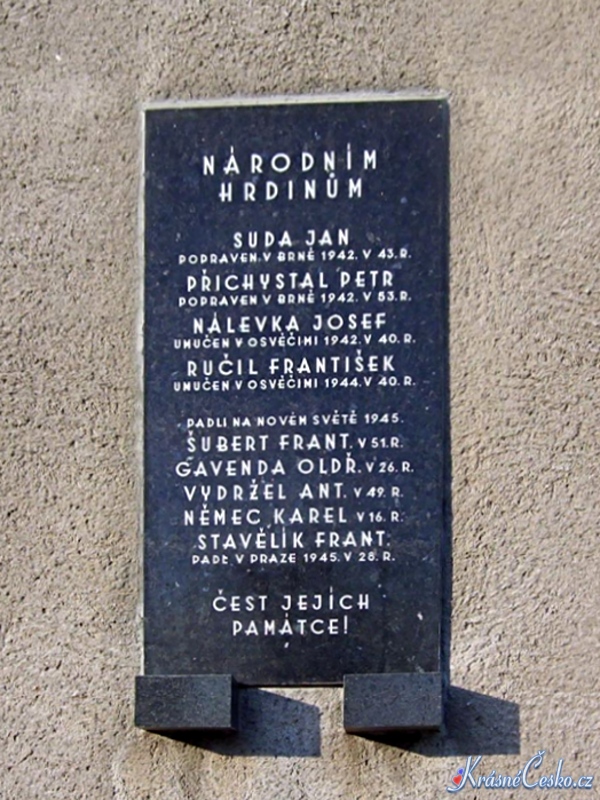 NÁRODNÍM
HRDINŮM
SUDA JAN
POPRAVEN V BRNĚ 1942. V 43. R.
PŘICHYSTAL PETR
POPRAVEN V BRNĚ 1942. V 53. R.
NÁLEVKA JOSEF
UMUČEN V OSVĚČIMI 1942. V 40. R.
RUČIL FRANTIŠEK
UMUČEN V OSVĚČIMI 1944. V 40. R.
PADLI NA NOVÉM SVĚTĚ 1945.
ŠUBERT FRANT. V 51. R.
GAVENDA OLDŘ. V 26. R.
VYDRŽEL ANT. V 49. R.
NĚMEC KAREL V 16. R.
STAVĚLÍK FRANT.
PADL V PRAZE 1945. V 28. R.
ČEST JEJÍCH
PAMÁTCE!
KrásnéČesko.cz